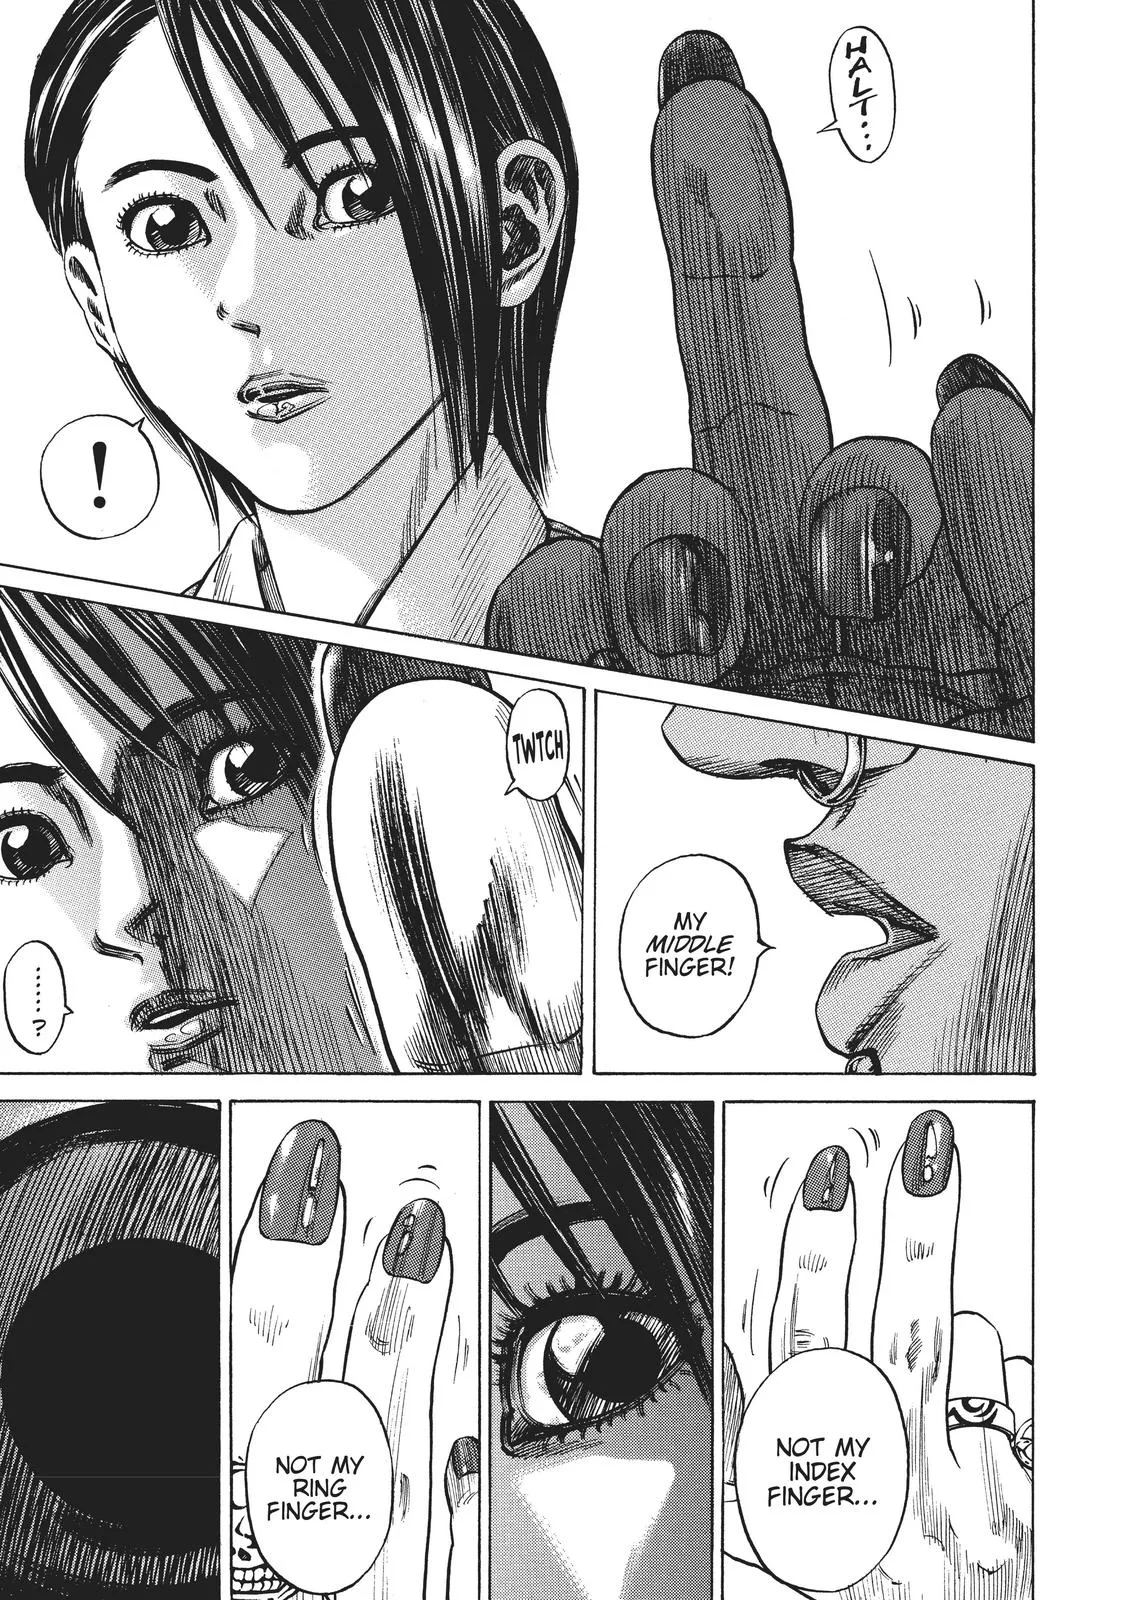 HALT...
!
MY
MIDDLE
FINGER!
TWTCH
......?
NOT MY
INDEX
FINGER...
NOT MY
RING
FINGER...